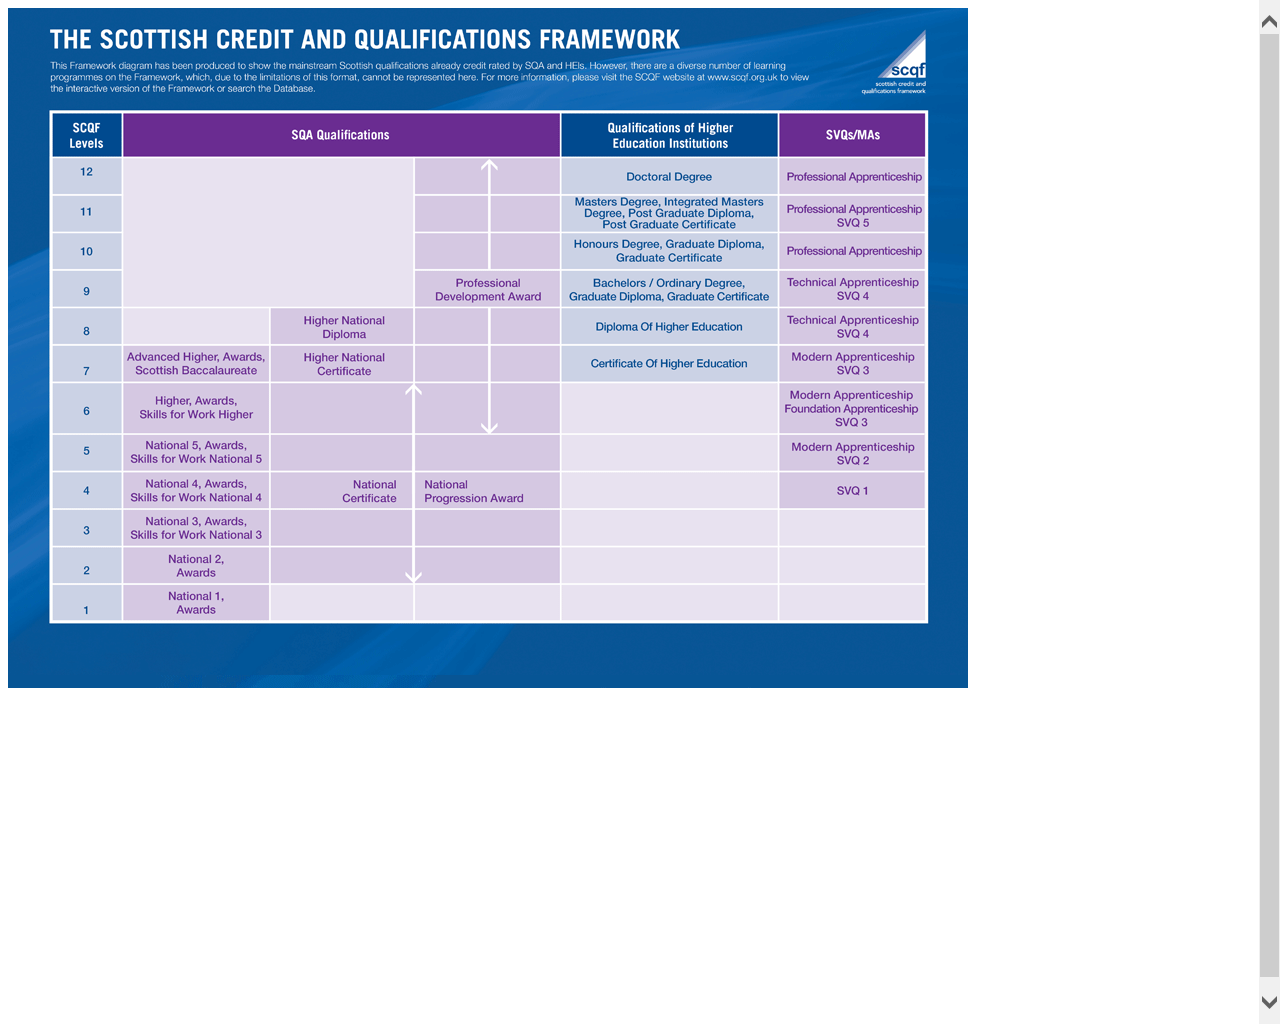 THE SCOTTISH CREDIT AND QUALIFICATIONS FRAMEWORK
This Framework diagram has been produced to show the mainstream Scottish qualifications already credit rated by SQA and HEIs. However, there are a diverse number of learning
programmes on the Framework, which, due to the limitations of this format, cannot be represented here. For more information, please visit the SCQF website at www.scqf.org.uk to view
the interactive version of the Framework or search the Database.
scqf
scottish credit and
qualifications framework
SCQF
Levels
SQA Qualifications
Qualifications of Higher
Education Institutions
SVQs/MAs
12
Doctoral Degree
Professional Apprenticeship
11
Masters Degree, Integrated Masters
Degree, Post Graduate Diploma,
Post Graduate Certificate
Professional Apprenticeship
SVQ 5
10
Honours Degree, Graduate Diploma,
Graduate Certificate
Professional Apprenticeship
9
Professional
Development Award
Bachelors / Ordinary Degree,
Graduate Diploma, Graduate Certificate
Technical Apprenticeship
SVQ 4
8
Higher National
Diploma
Diploma Of Higher Education
Technical Apprenticeship
SVQ 4
7
Advanced Higher, Awards,
Scottish Baccalaureate
Higher National
Certificate
Certificate Of Higher Education
Modern Apprenticeship
SVQ 3
6
Higher, Awards,
Skills for Work Higher
Modern Apprenticeship
Foundation Apprenticeship
SVQ 3
5
National 5, Awards,
Skills for Work National 5
Modern Apprenticeship
SVQ 2
4
National 4, Awards,
Skills for Work National 4
National
Certificate
National
Progression Award
SVQ 1
3
National 3, Awards,
Skills for Work National 3
2
National 2,
Awards
1
National 1,
Awards